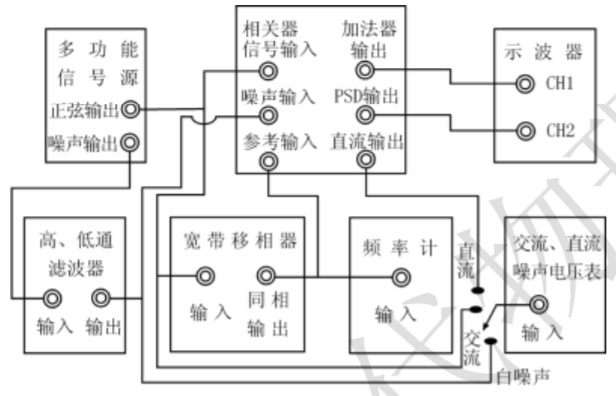 多功能
信号源
正弦输出
噪声输出
相关器
信号输入
加法器
输出
噪声输入
PSD输出
参考输入
直流输出
示波器
CH1
CH2
高、低通
滤波器
输入
输出
宽带移相器
输入
同相
输出
频率计
输入
直流
交流
白噪声
交流、直流
噪声电压表
输入